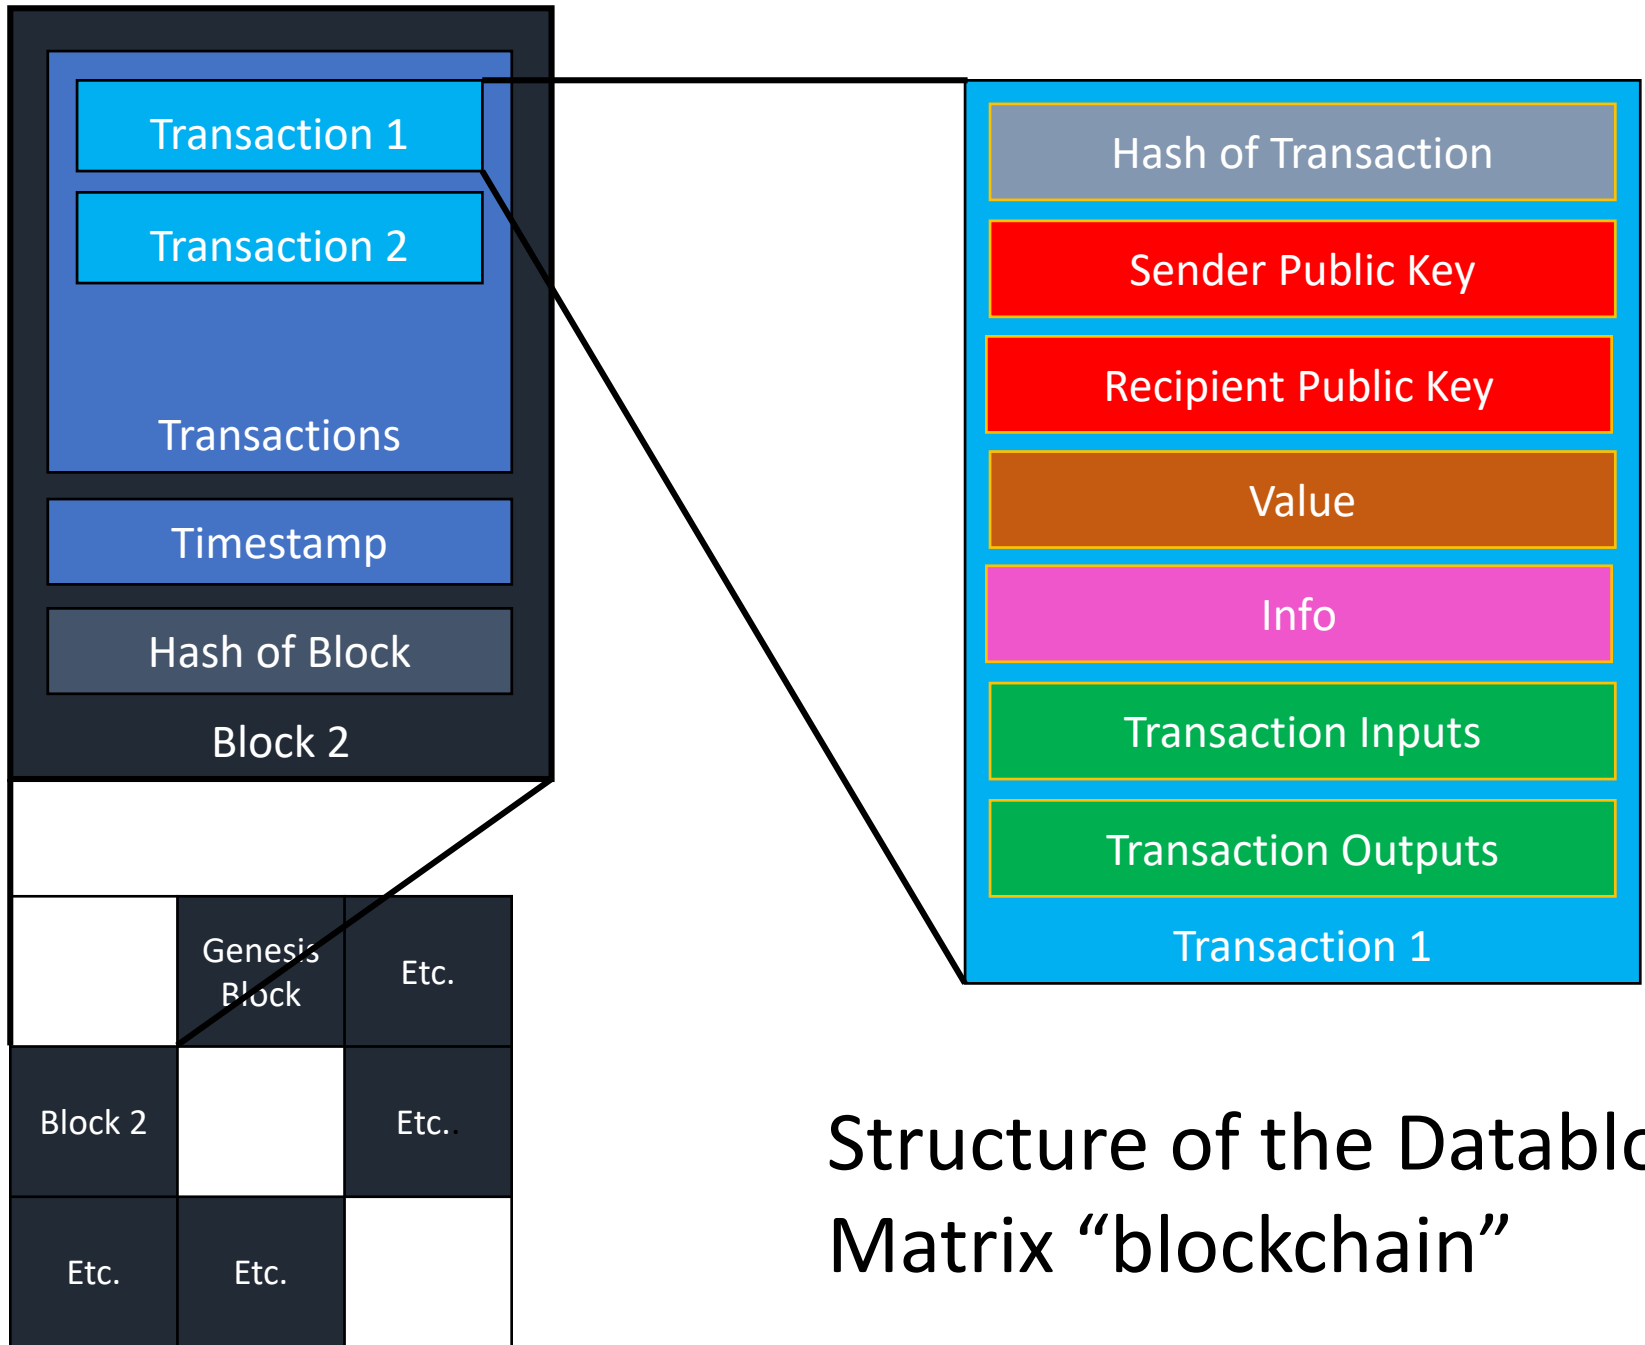 Transaction 1
Transaction 2
Transactions
Timestamp
Hash of Block
Block 2
Hash of Transaction
Sender Public Key
Recipient Public Key
Value
Info
Transaction Inputs
Transaction Outputs
Transaction 1
Genesis
Block
Etc.
Block 2
Etc..
Etc.
Etc.
Structure of the
Matrix “blockchain”